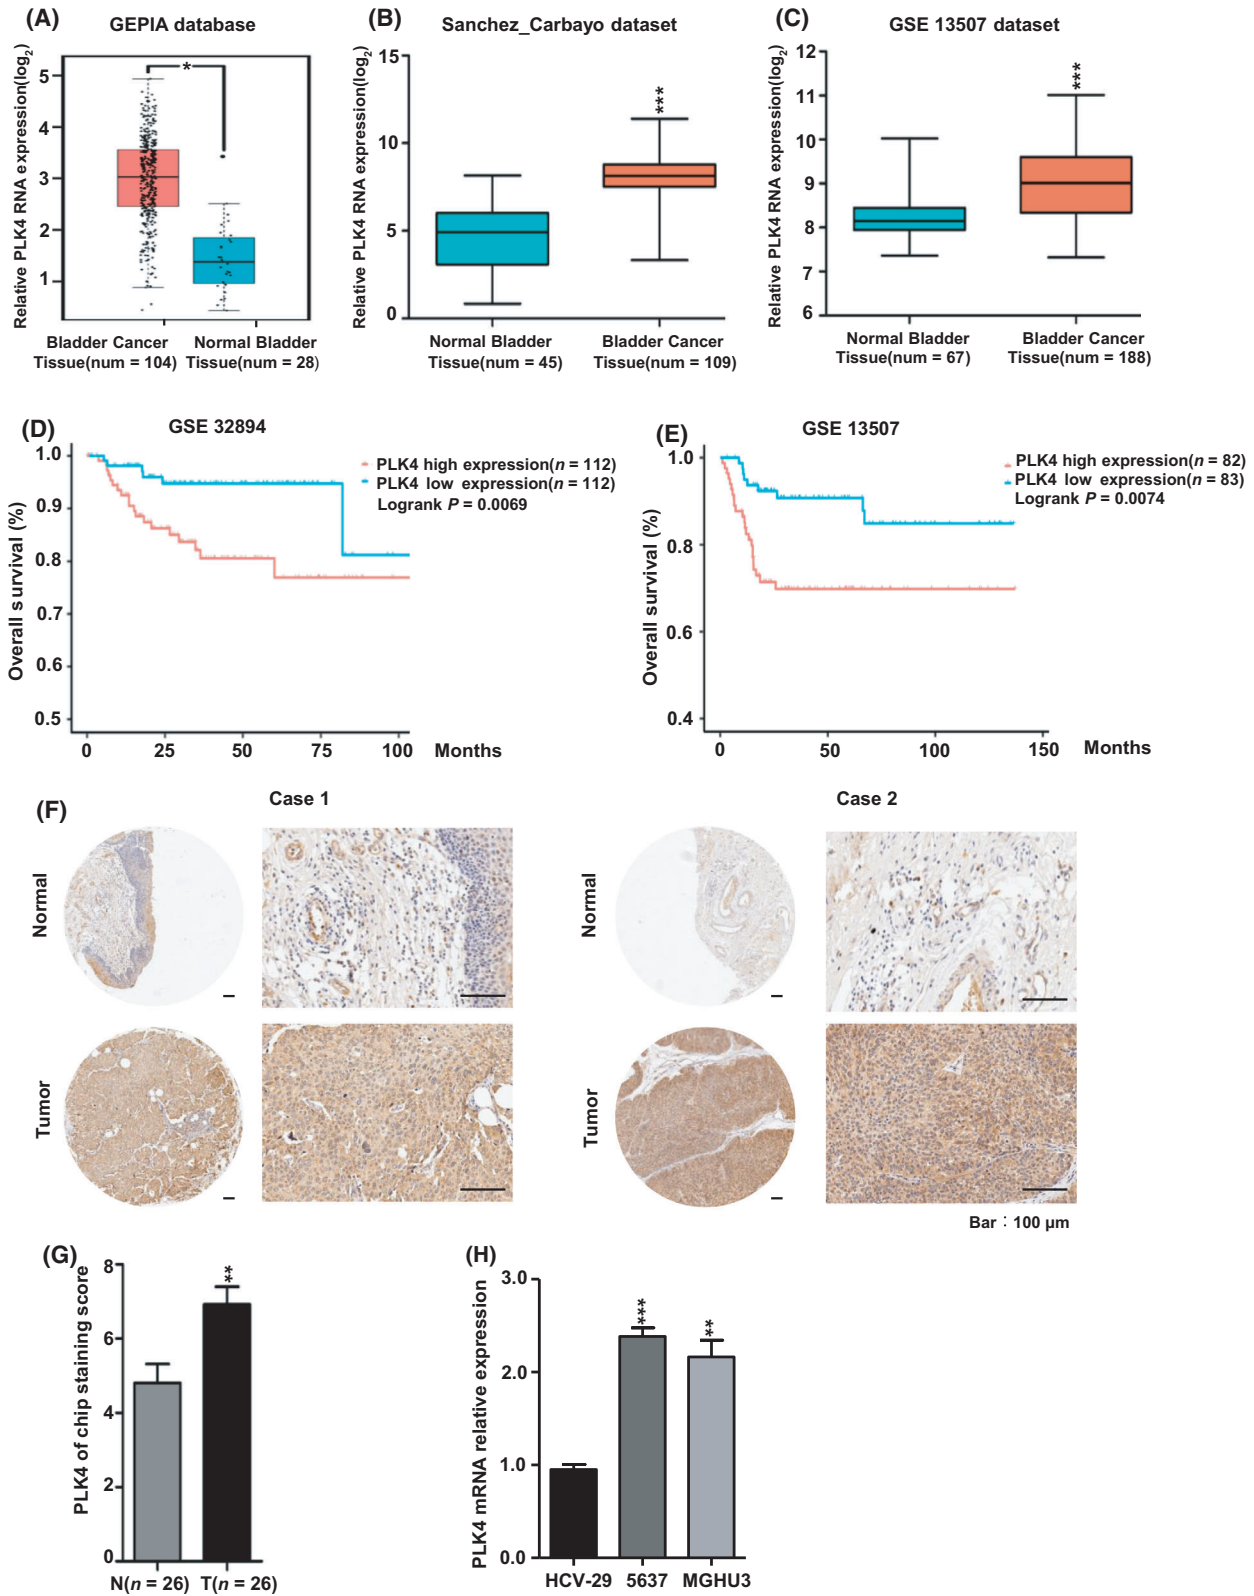 (A)
GEPIA database
Relative PLK4 RNA expression(log2)
5
4
3
2
1
*
Bladder Cancer
Tissue(num = 104)
Normal Bladder
Tissue(num = 28)
(B)
Sanchez_Carbayo dataset
Relative PLK4 RNA expression(log2)
15
10
5
0
***
Normal Bladder
Tissue(num = 45)
Bladder Cancer
Tissue(num = 109)
(C)
GSE 13507 dataset
Relative PLK4 RNA expression(log2)
12
11
10
9
8
7
6
***
Normal Bladder
Tissue(num = 67)
Bladder Cancer
Tissue(num = 188)
(D)
GSE 32894
Overall survival (%)
1.0
0.9
0.8
0.7
0.6
0.5
0
25
50
75
100
Months
PLK4 high expression(n = 112)
PLK4 low expression(n = 112)
Logrank P = 0.0069
(E)
GSE 13507
Overall survival (%)
1.0
0.8
0.6
0.4
0
50
100
150
Months
PLK4 high expression(n = 82)
PLK4 low expression(n = 83)
Logrank P = 0.0074
(F)
Case 1
Case 2
Normal
Normal
Tumor
Tumor
Bar : 100 µm
(G)
PLK4 of chip staining score
8
6
4
2
0
**
N(n = 26)
T(n = 26)
(H)
PLK4 mRNA relative expression
3.0
2.0
1.0
0.0
***
**
HCV-29
5637
MGHU3